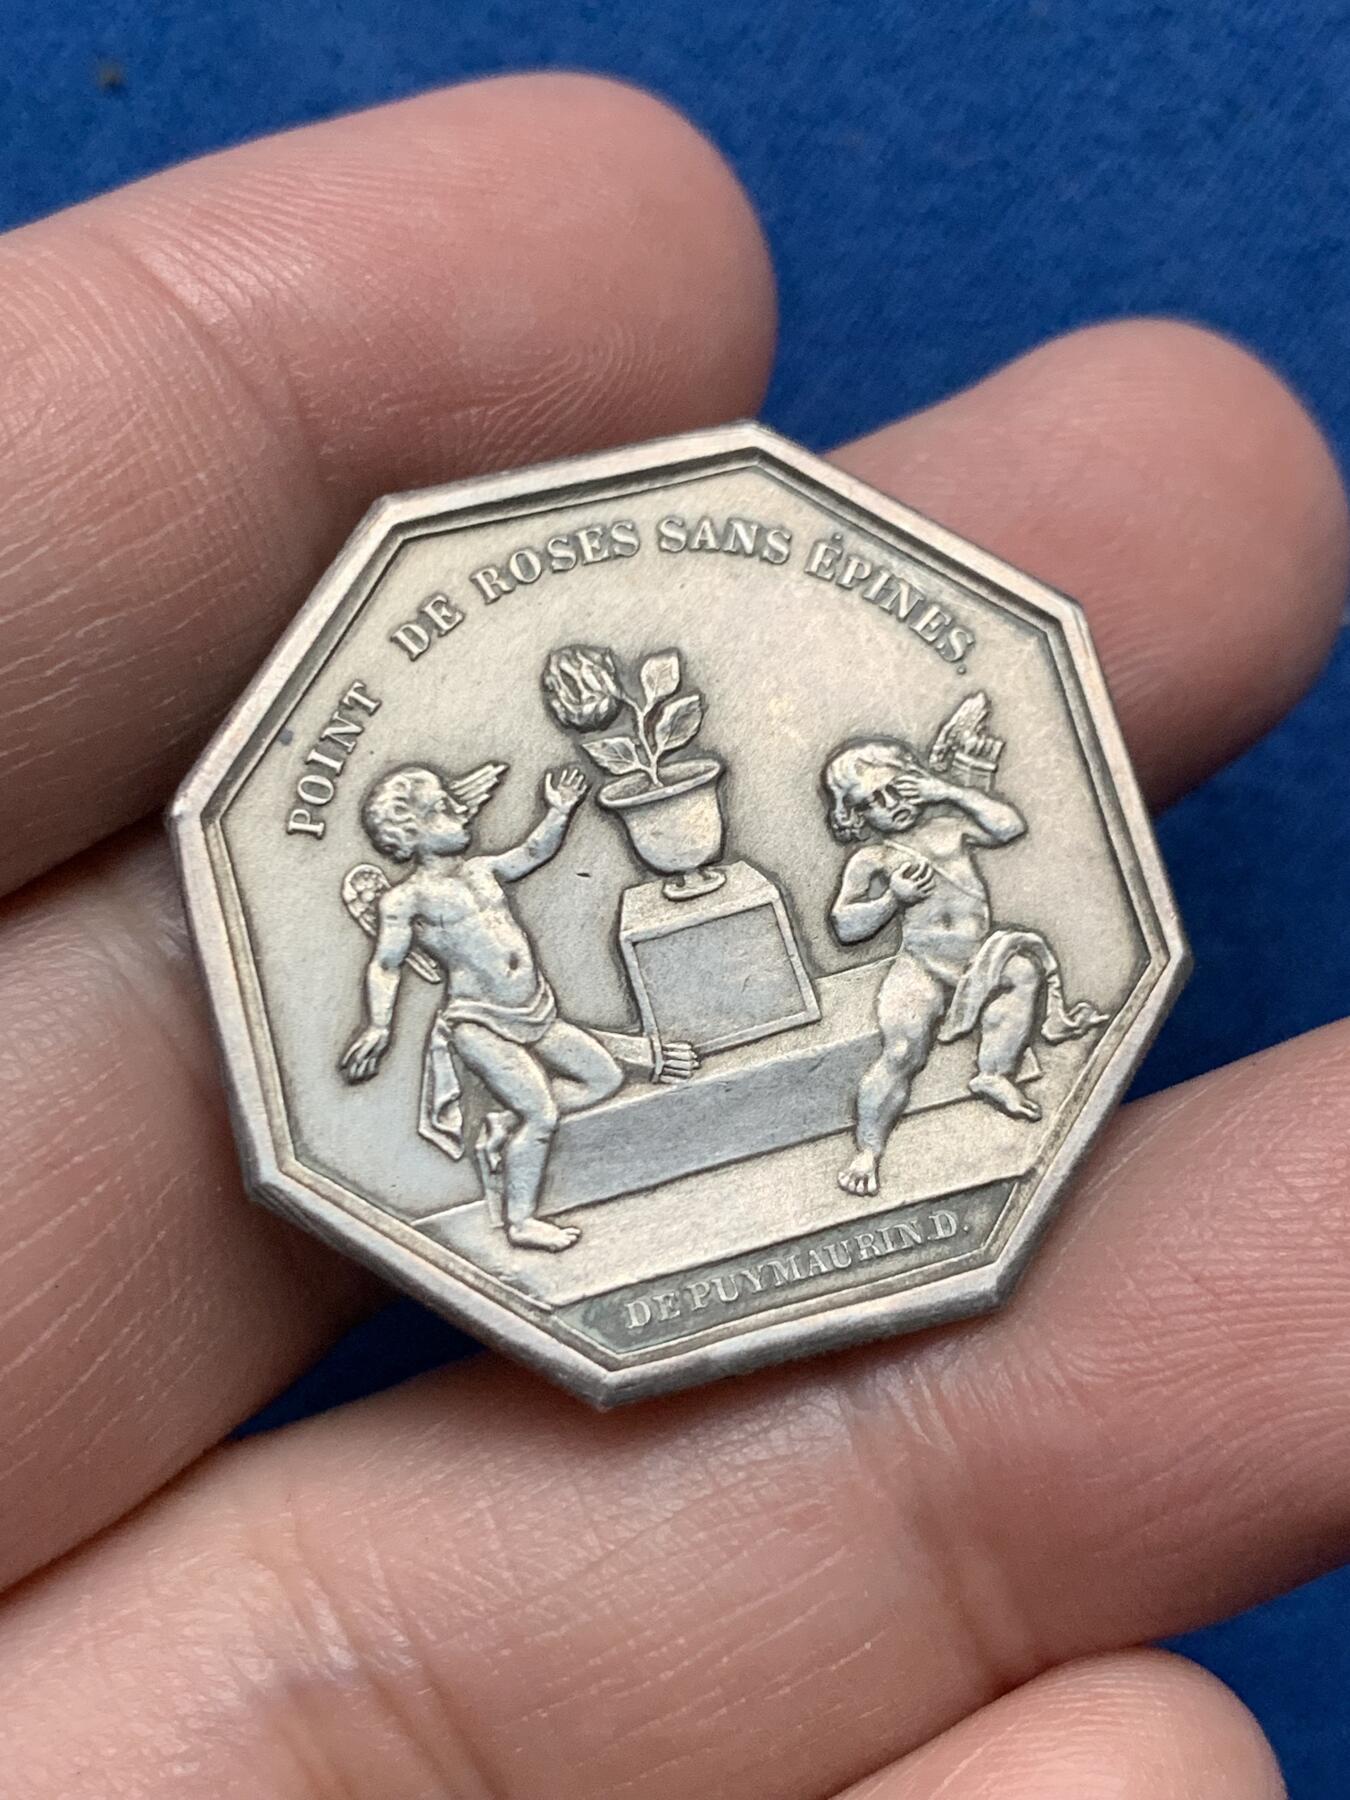 POINT DE ROSES SANS ÉPINES.
DE PUYMAURIN.D.